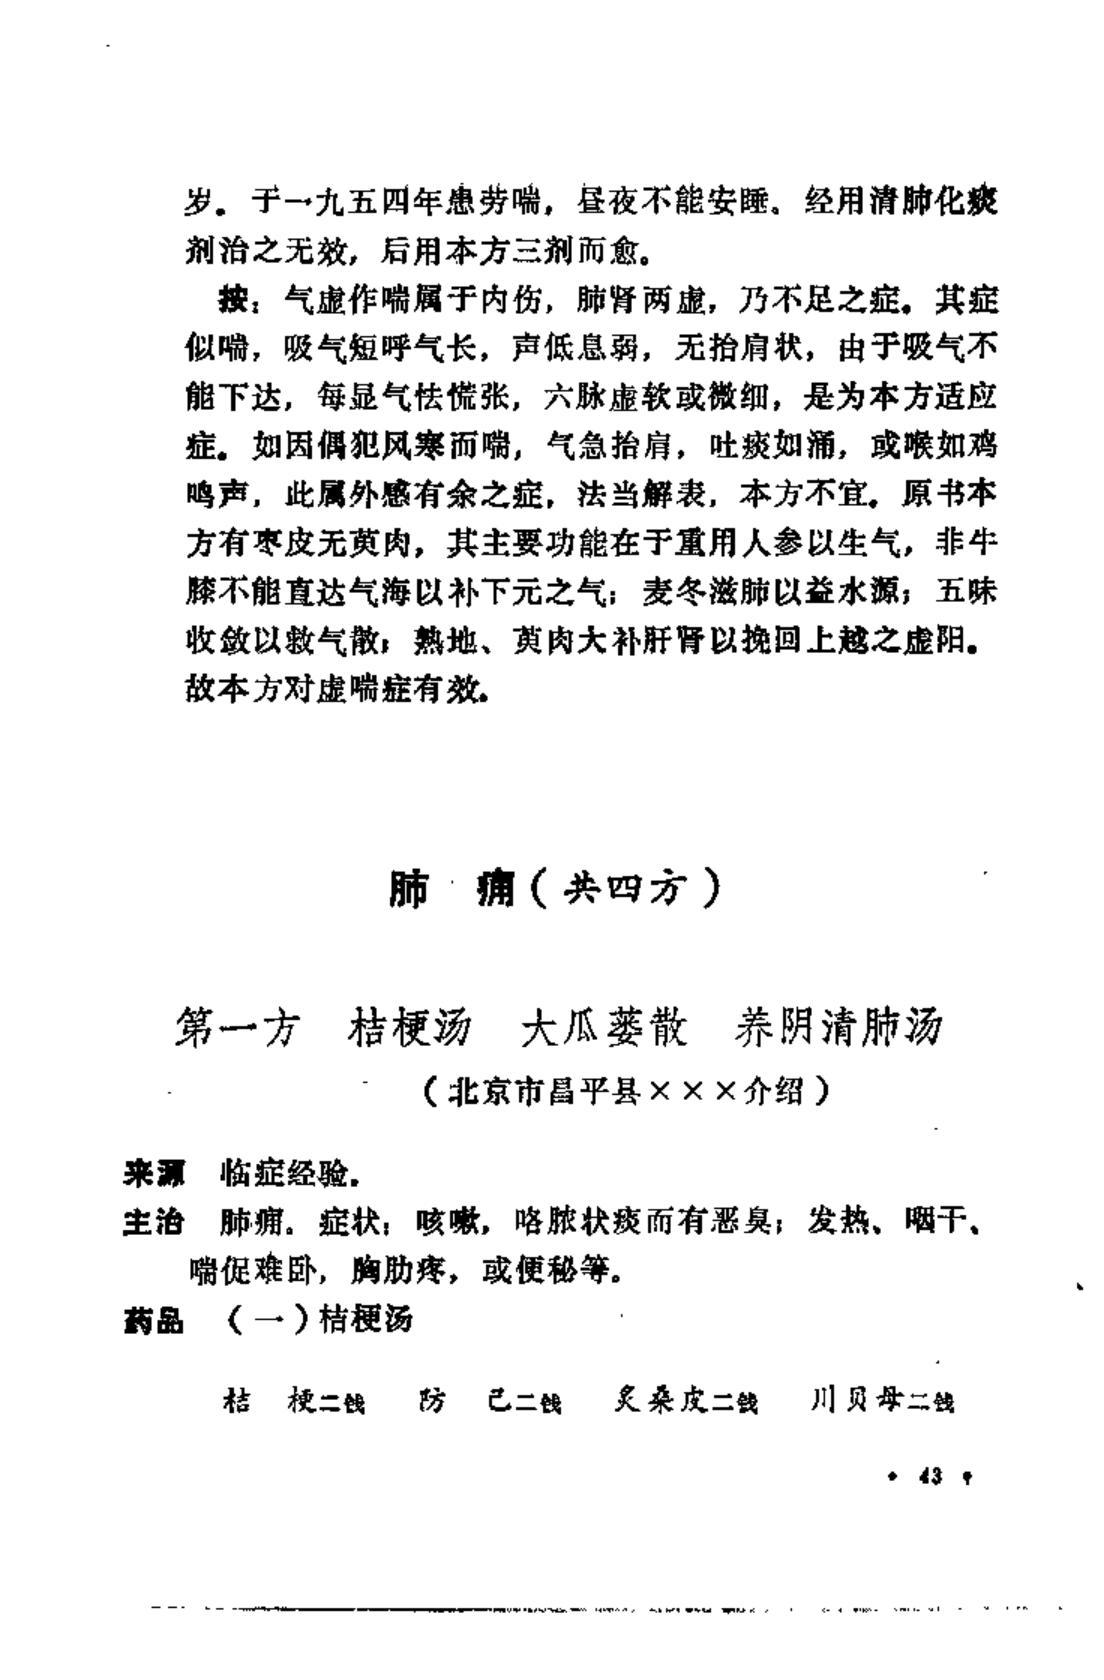 岁。于一九五四年患劳喘，昼夜不能安睡。经用清肺化痰
剂治之无效，后用本方三剂而愈。
按：气虚作喘属于内伤，肺肾两虚，乃不足之症。其症
似喘，吸气短呼气长，声低息弱，无抬肩状，由于吸气不
能下达，每显气怯慌张，六脉虚软或微细，是为本方适应
症。如因偶犯风寒而喘，气急抬肩，吐痰如涌，或喉如鸡
鸣声，此属外感有余之症，法当解表，本方不宜。原书本
方有枣皮无萸肉，其主要功能在于重用人参以生气，非牛
膝不能直达气海以补下元之气；麦冬滋肺以益水源；五味
收敛以救气散；熟地、萸肉大补肝肾以挽回上越之虚阳。
故本方对虚喘症有效。
肺 痈（共四方）
第一方 桔梗汤 大瓜蒌散 养阴清肺汤
（北京市昌平县×××介绍）
来源 临症经验。
主治 肺痈。症状：咳嗽，咯脓状痰而有恶臭；发热、咽干、
喘促难卧，胸肋疼，或便秘等。
药品 （一）桔梗汤
桔 梗二钱 防 己二钱 炙桑皮二钱 川贝母二钱
• 43 •